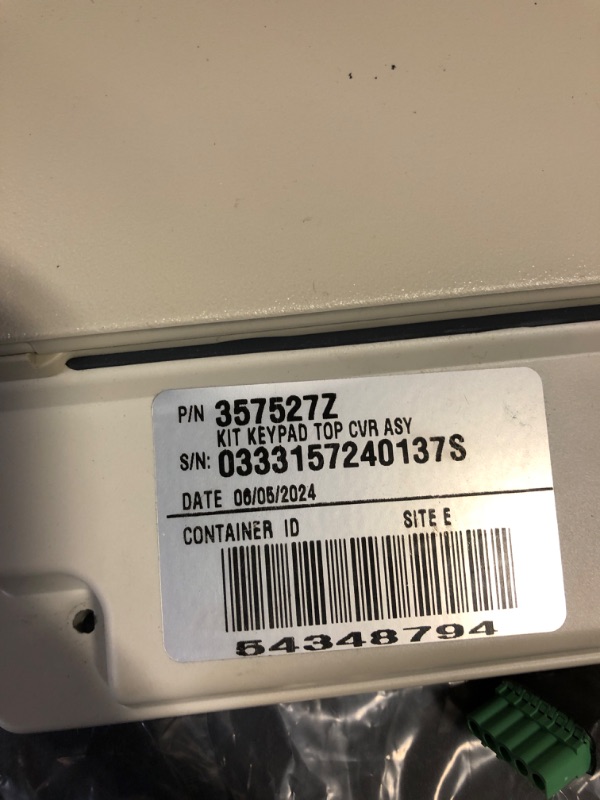 P/N 357527Z
KIT KEYPAD TOP CVR ASY
S/N: 0333157240137S
DATE 06/05/2024
CONTAINER ID SITE E
54348794